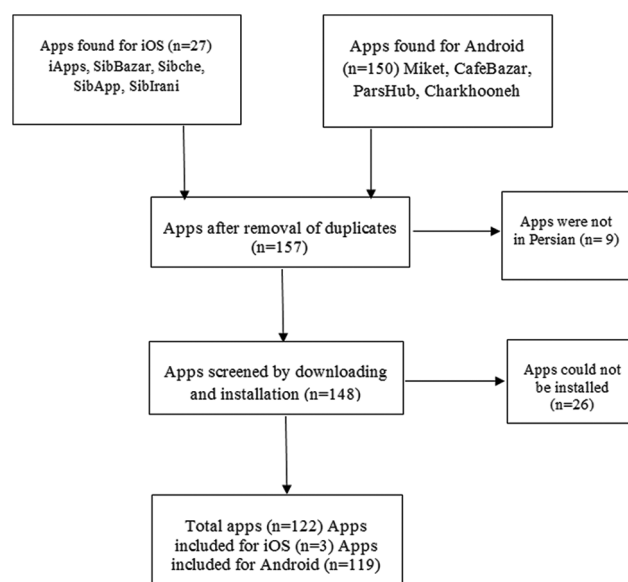 Apps found for iOS (n=27)
iApps, SibBazar, Sibche,
SibApp, SibIrani
Apps found for Android
(n=150) Miket, CafeBazar,
ParsHub, Charkhooneh
Apps after removal of duplicates
(n=157)
Apps were not
in Persian (n= 9)
Apps screened by downloading
and installation (n=148)
Apps could not
be installed
(n=26)
Total apps (n=122) Apps
included for iOS (n=3) Apps
included for Android (n=119)